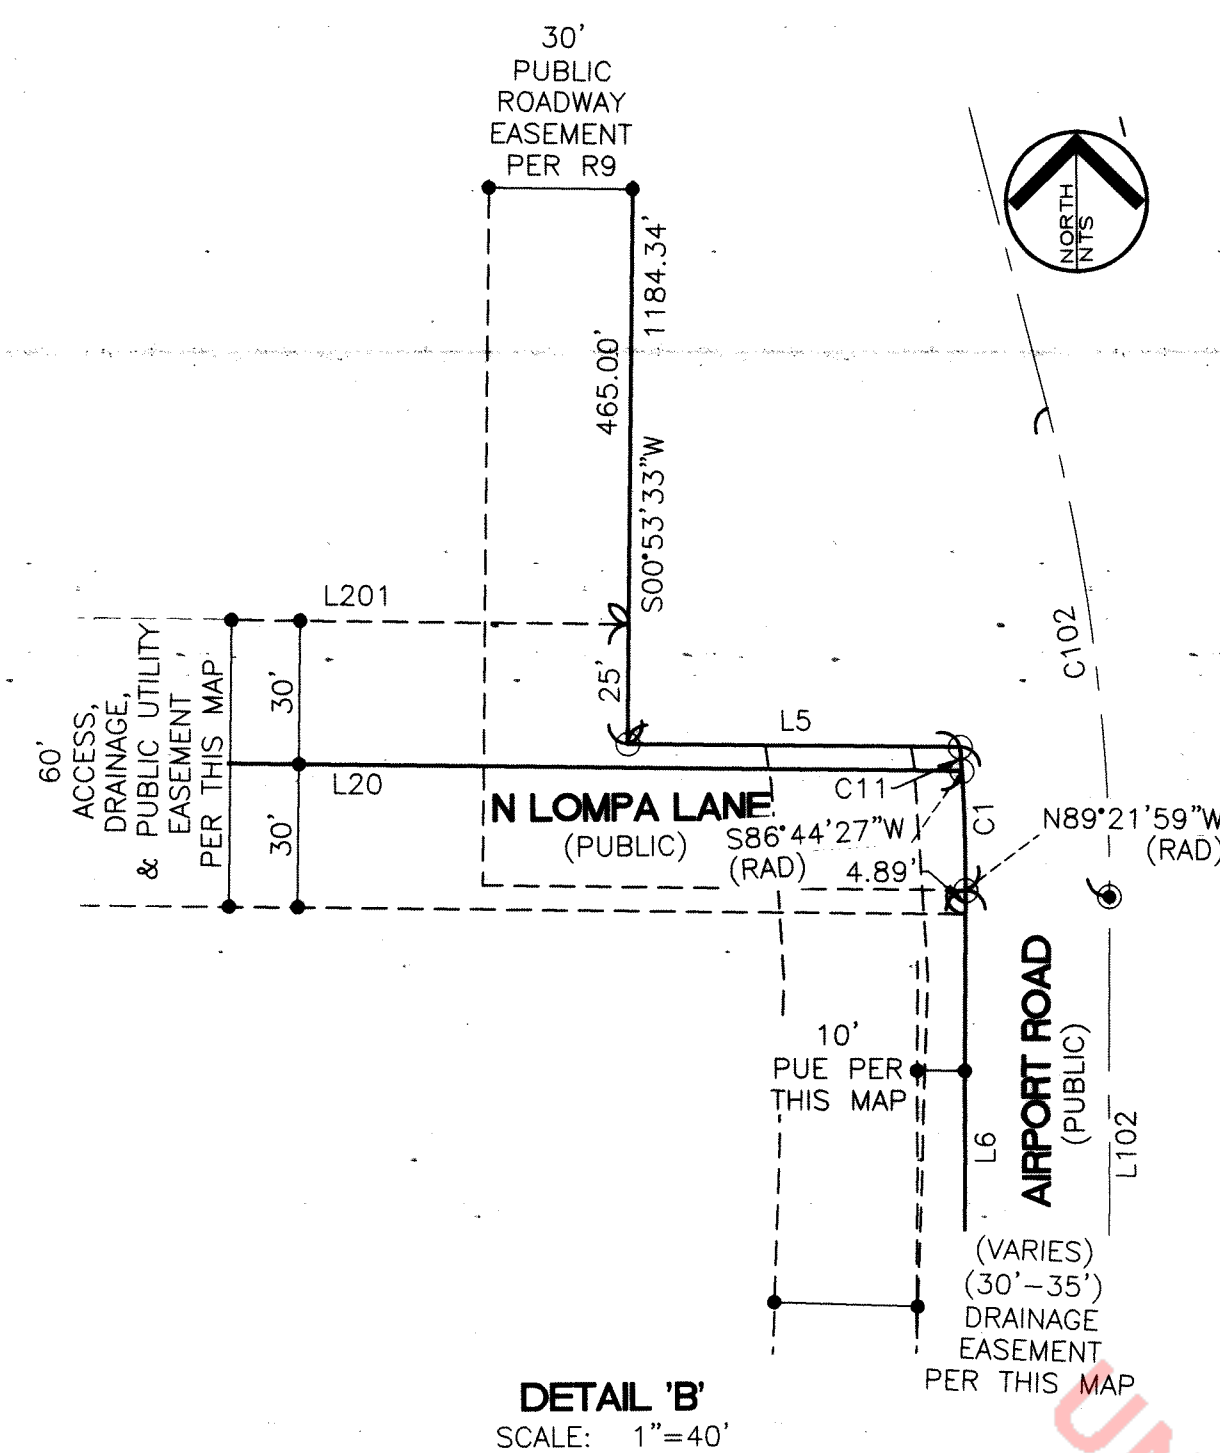 30'
PUBLIC
ROADWAY
EASEMENT
PER R9
NORTH
NTS
1184.34'
465.00'
S00°53'33"W
L201
25'
C102
60'
ACCESS,
DRAINAGE,
& PUBLIC UTILITY
EASEMENT
PER THIS MAP
30'
30'
L5
L20
C11
N LOMPA LANE
(PUBLIC)
S86°44'27"W
(RAD)
4.89'
C1
N89°21'59"W
(RAD)
10'
PUE PER
THIS MAP
AIRPORT ROAD
(PUBLIC)
L6
L102
(VARIES)
(30'-35')
DRAINAGE
EASEMENT
PER THIS MAP
DETAIL 'B'
SCALE: 1"=40'